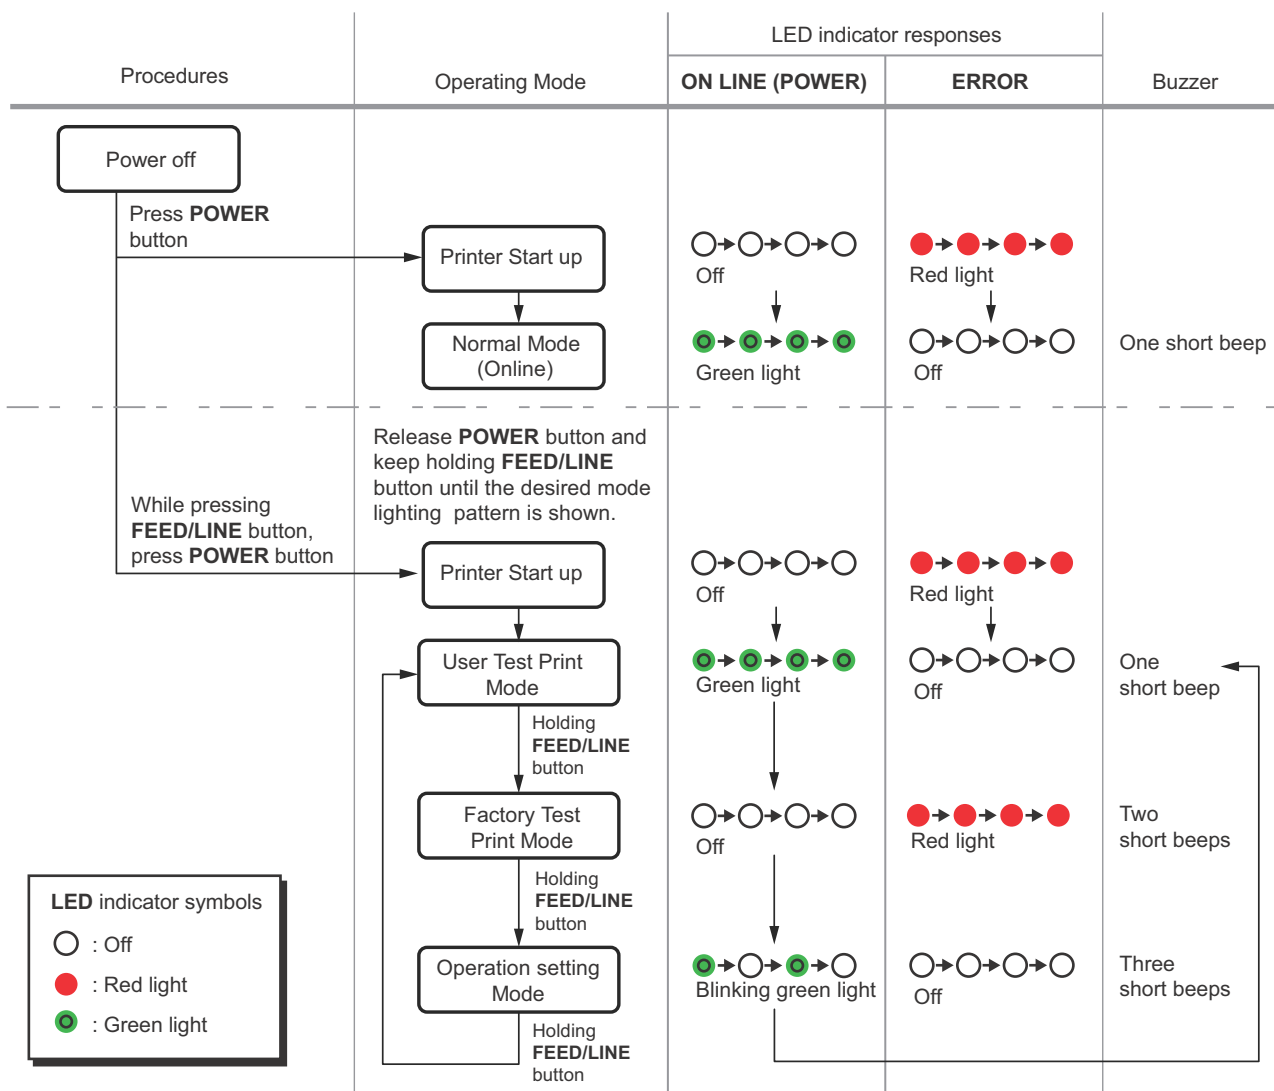 LED indicator responses
Procedures
Operating Mode
ON LINE (POWER)
ERROR
Buzzer
Power off
Press POWER
button
Printer Start up
Off
Red light
Normal Mode
(Online)
Green light
Off
One short beep
Release POWER button and
keep holding FEED/LINE
button until the desired mode
lighting pattern is shown.
While pressing
FEED/LINE button,
press POWER button
Printer Start up
Off
Red light
User Test Print
Mode
Green light
Off
One
short beep
Holding
FEED/LINE
button
Factory Test
Print Mode
Off
Red light
Two
short beeps
Holding
FEED/LINE
button
Operation setting
Mode
Blinking green light
Off
Three
short beeps
Holding
FEED/LINE
button
LED indicator symbols
: Off
: Red light
: Green light